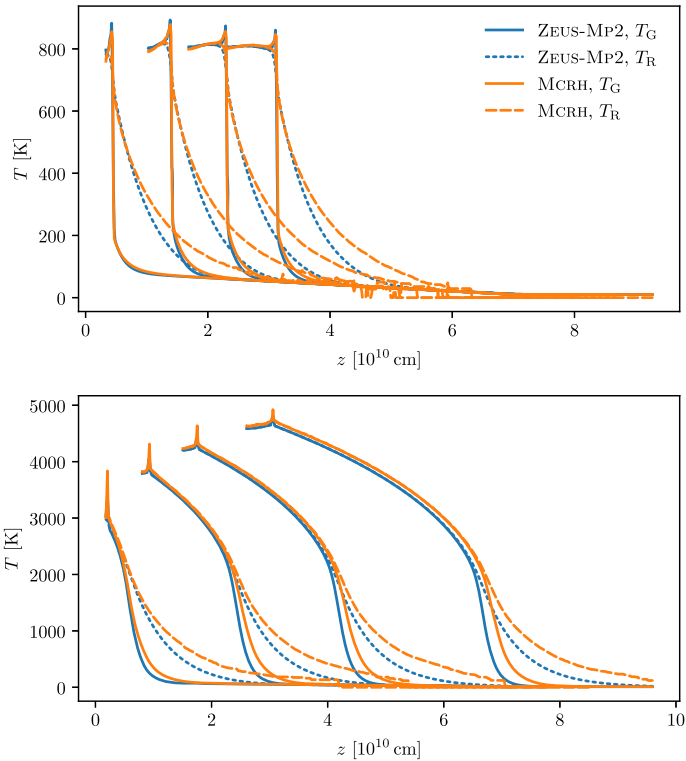 Zeus-Mp2, T_G
Zeus-Mp2, T_R
Mcrh, T_G
Mcrh, T_R
800
600
400
200
0
T [K]
0 2 4 6 8
z [10^10 cm]
5000
4000
3000
2000
1000
0
T [K]
0 2 4 6 8 10
z [10^10 cm]